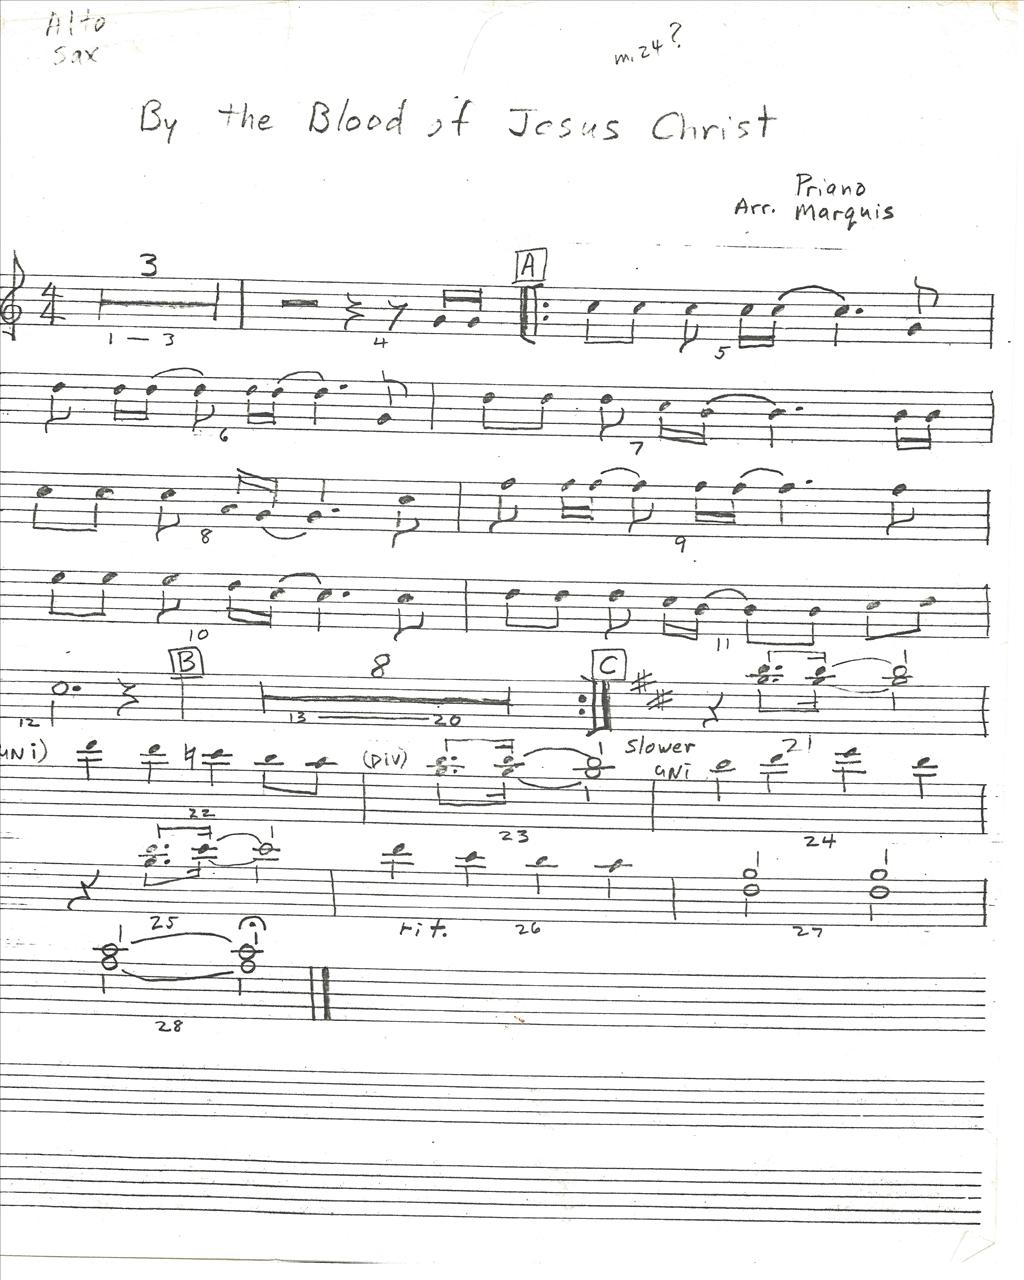 Alto
Sax
m.24?
By the Blood of Jesus Christ
Priano
Arr. Marquis
3
A
4
4
1 — 3
4
5
6
7
8
9
10
11
B
8
C
12
13 — 20
21
(Div)
Slower
uni
22
23
24
25
rit.
26
27
28